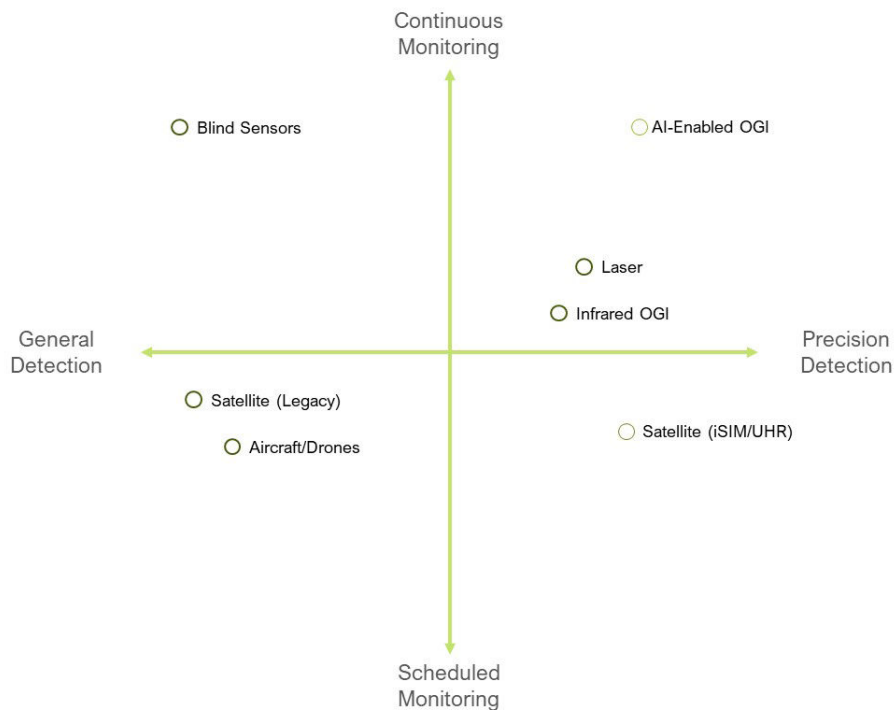 Continuous
Monitoring
Blind Sensors
AI-Enabled OGI
Laser
Infrared OGI
General
Detection
Precision
Detection
Satellite (Legacy)
Satellite (iSIM/UHR)
Aircraft/Drones
Scheduled
Monitoring